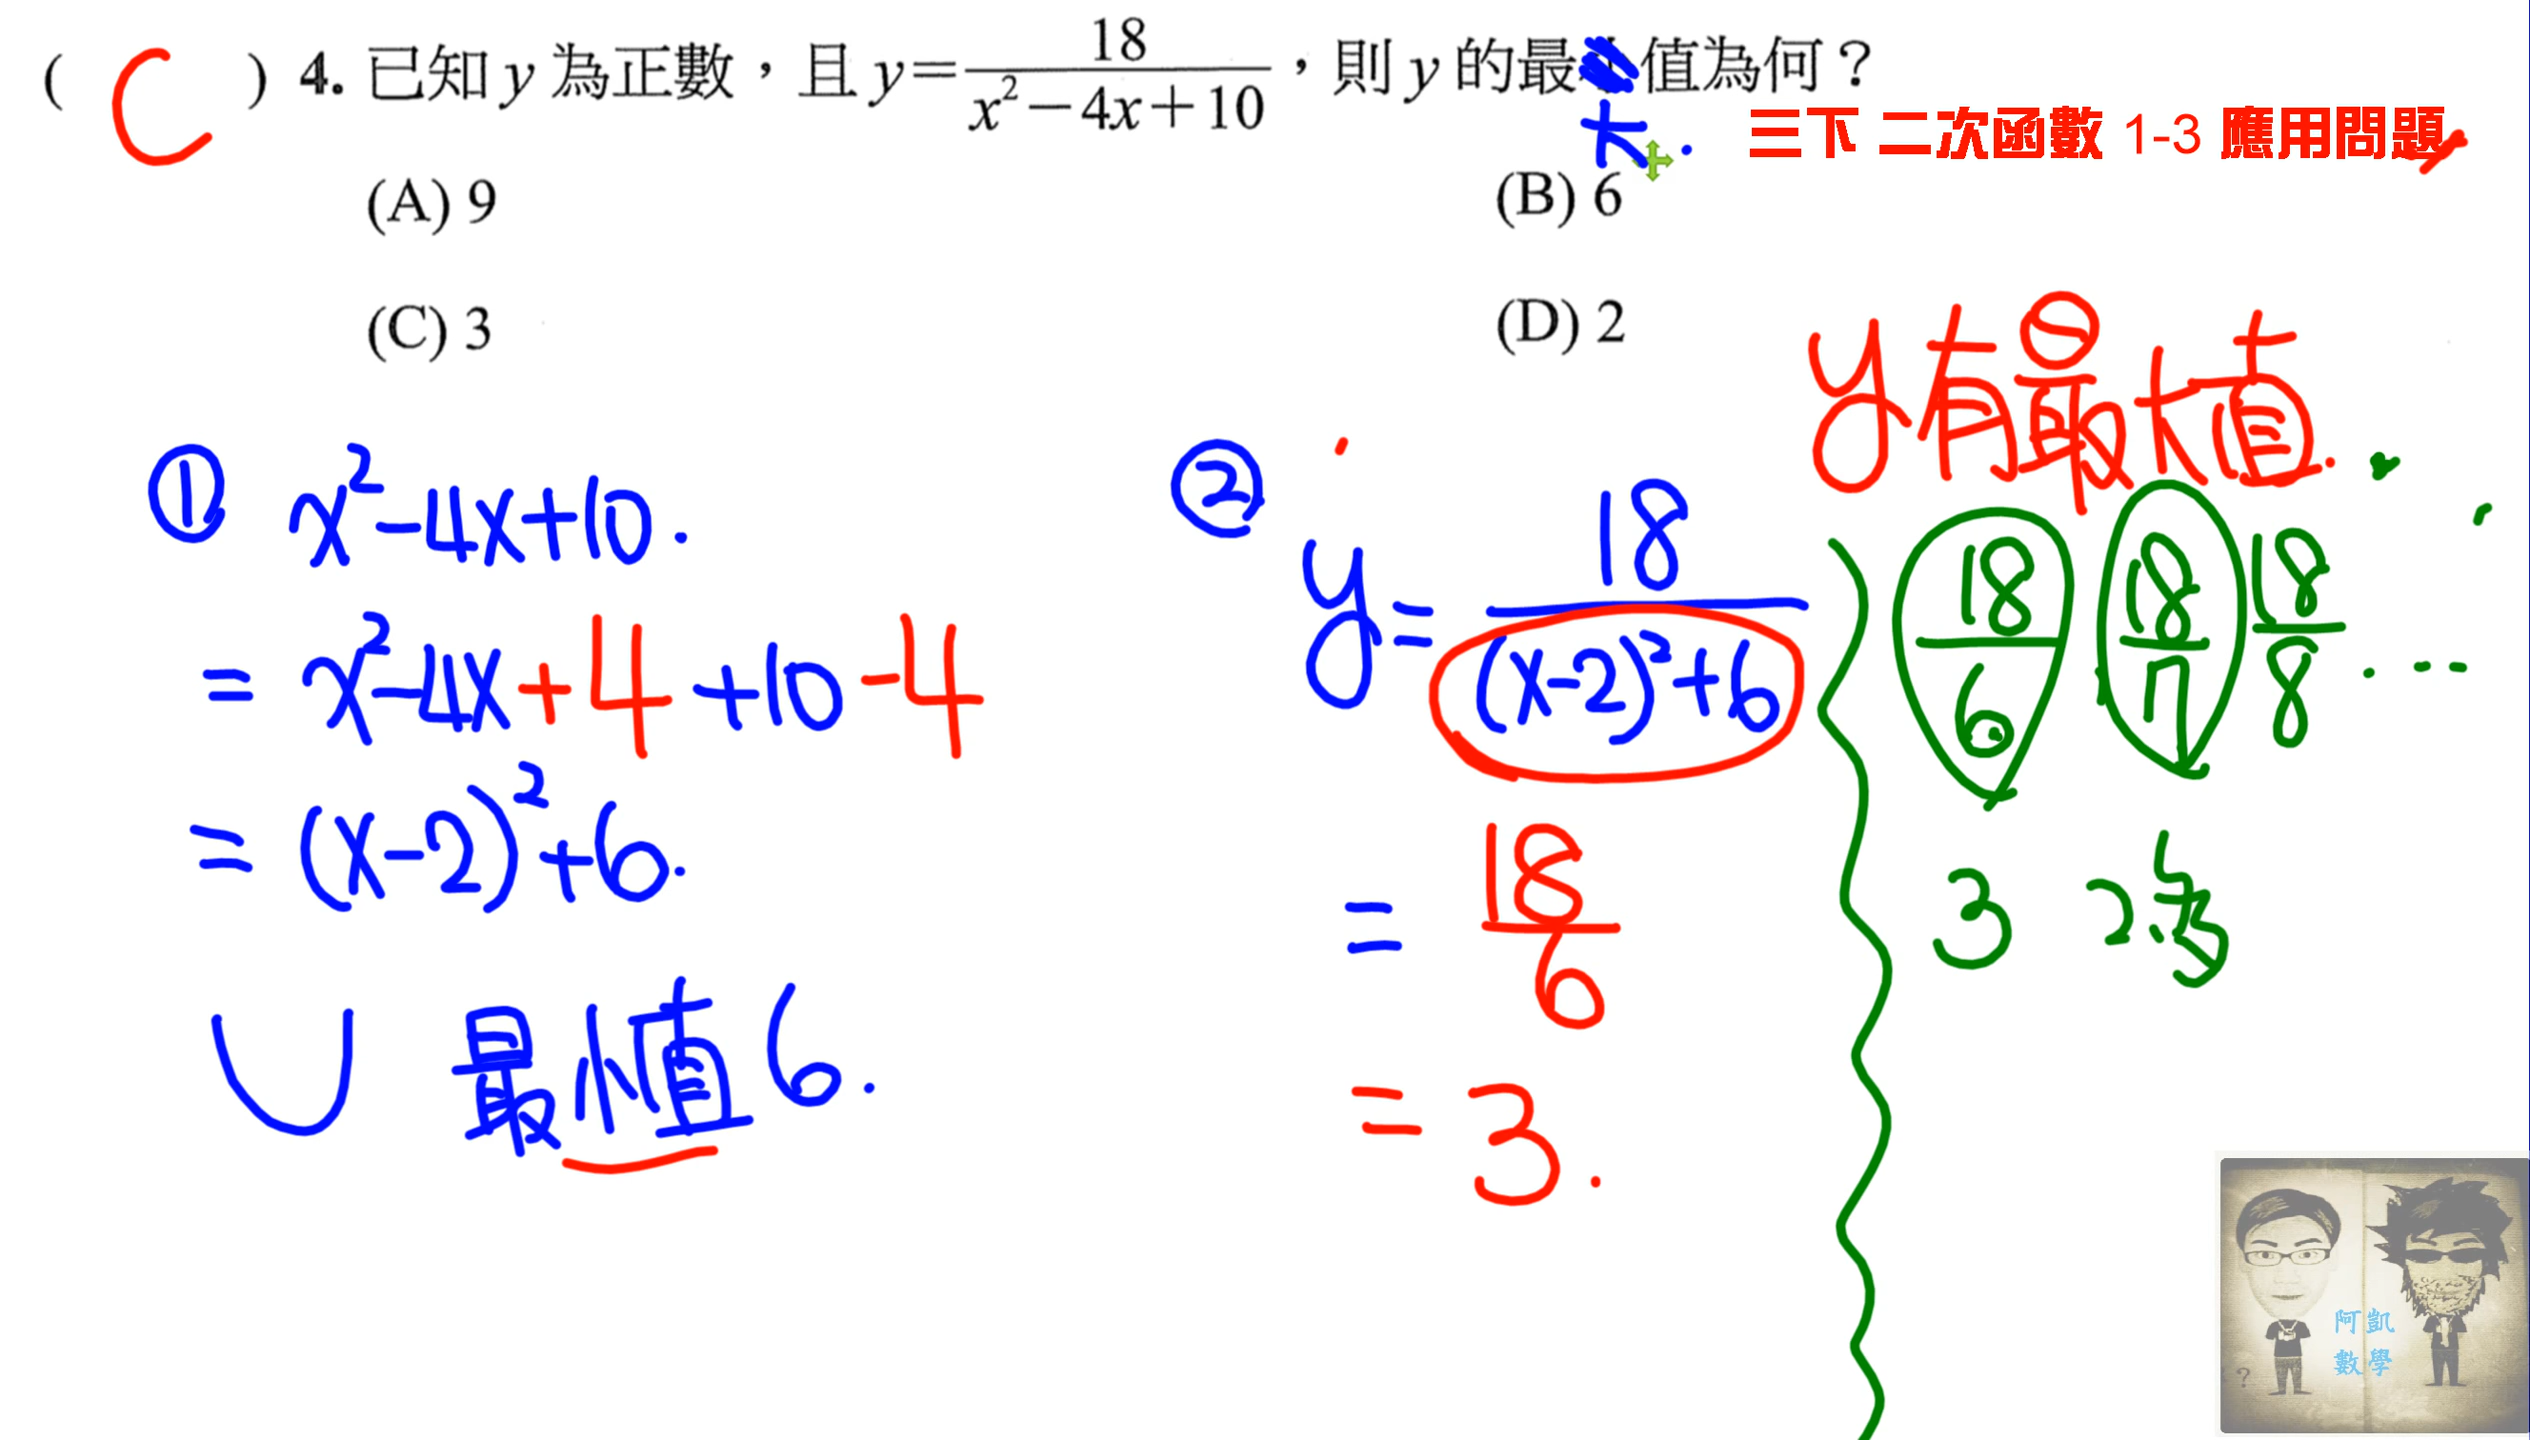 ( C ) 4. 已知 y 為正數，且 y=18/(x²−4x+10)，則 y 的最值為何？
大.
三下 二次函數 1-3 應用問題
(A) 9
(B) 6
(C) 3
(D) 2
y有最大值.
① x²-4x+10.
= x²-4x+4+10-4
= (x-2)²+6.
∪ 最小值6.
② y= 18/((x-2)²+6)
= 18/6
= 3.
18/6 18/7 18/8 ...
3 2.
阿凱
數學
?